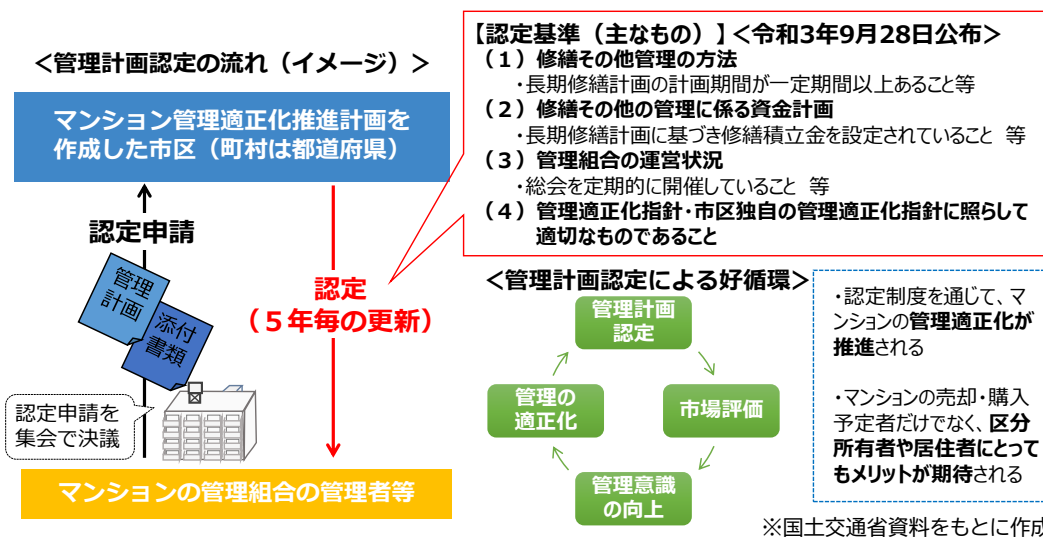 ＜管理計画認定の流れ（イメージ）＞
マンション管理適正化推進計画を
作成した市区（町村は都道府県）
認定申請
管理
計画
添付
書類
認定申請を
集会で決議
認定
（５年毎の更新）
マンションの管理組合の管理者等
【認定基準（主なもの）】＜令和3年9月28日公布＞
（１）修繕その他管理の方法
・長期修繕計画の計画期間が一定期間以上あること等
（２）修繕その他の管理に係る資金計画
・長期修繕計画に基づき修繕積立金を設定されていること 等
（３）管理組合の運営状況
・総会を定期的に開催していること 等
（４）管理適正化指針・市区独自の管理適正化指針に照らして
適切なものであること
＜管理計画認定による好循環＞
管理計画
認定
市場評価
管理意識
の向上
管理の
適正化
・認定制度を通じて、マ
ンションの管理適正化が
推進される
・マンションの売却・購入
予定者だけでなく、区分
所有者や居住者にとって
もメリットが期待される
※国土交通省資料をもとに作成